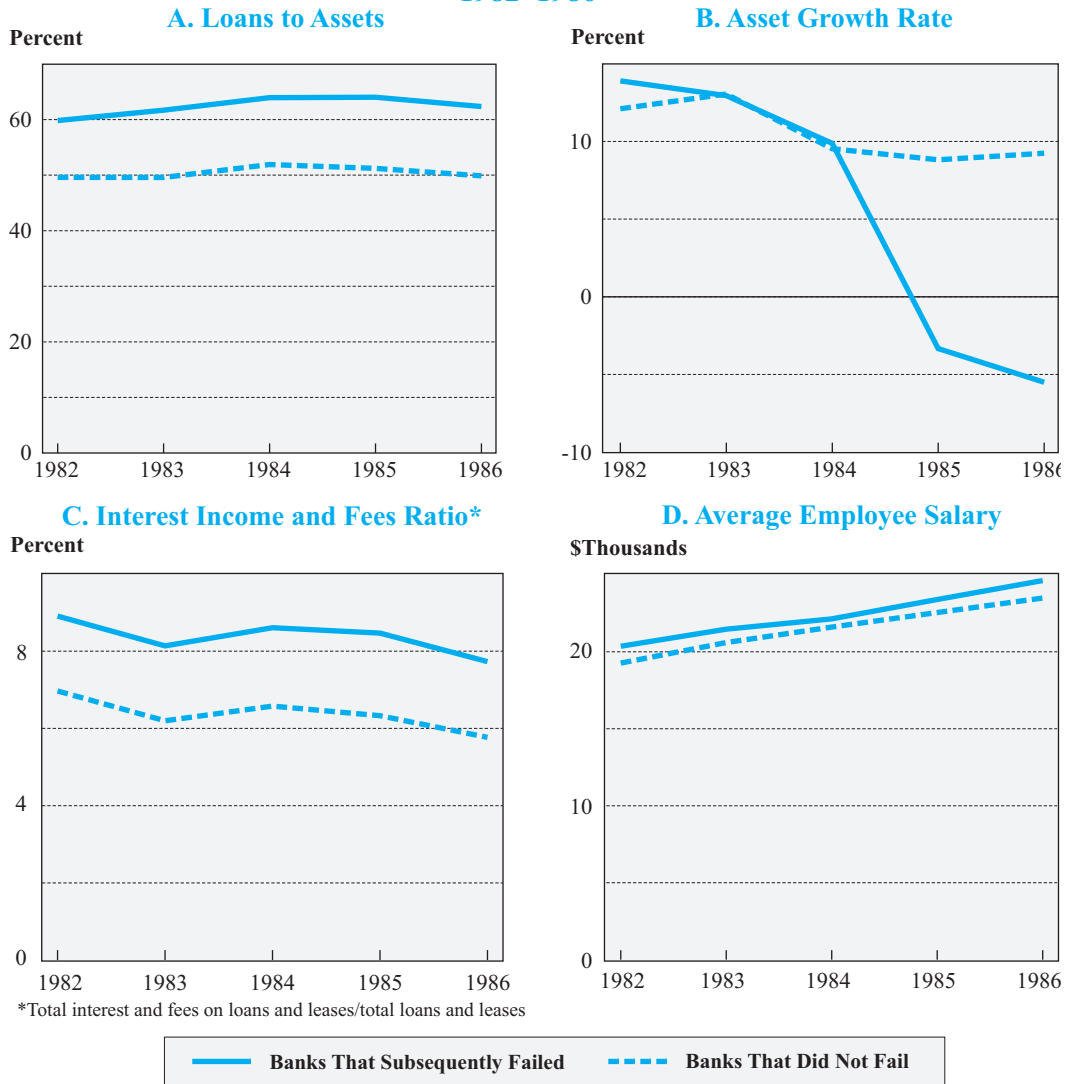 A. Loans to Assets
Percent
60
40
20
0
1982 1983 1984 1985 1986
B. Asset Growth Rate
Percent
10
0
-10
1982 1983 1984 1985 1986
C. Interest Income and Fees Ratio*
Percent
8
4
0
1982 1983 1984 1985 1986
*Total interest and fees on loans and leases/total loans and leases
D. Average Employee Salary
$Thousands
20
10
0
1982 1983 1984 1985 1986
Banks That Subsequently Failed Banks That Did Not Fail